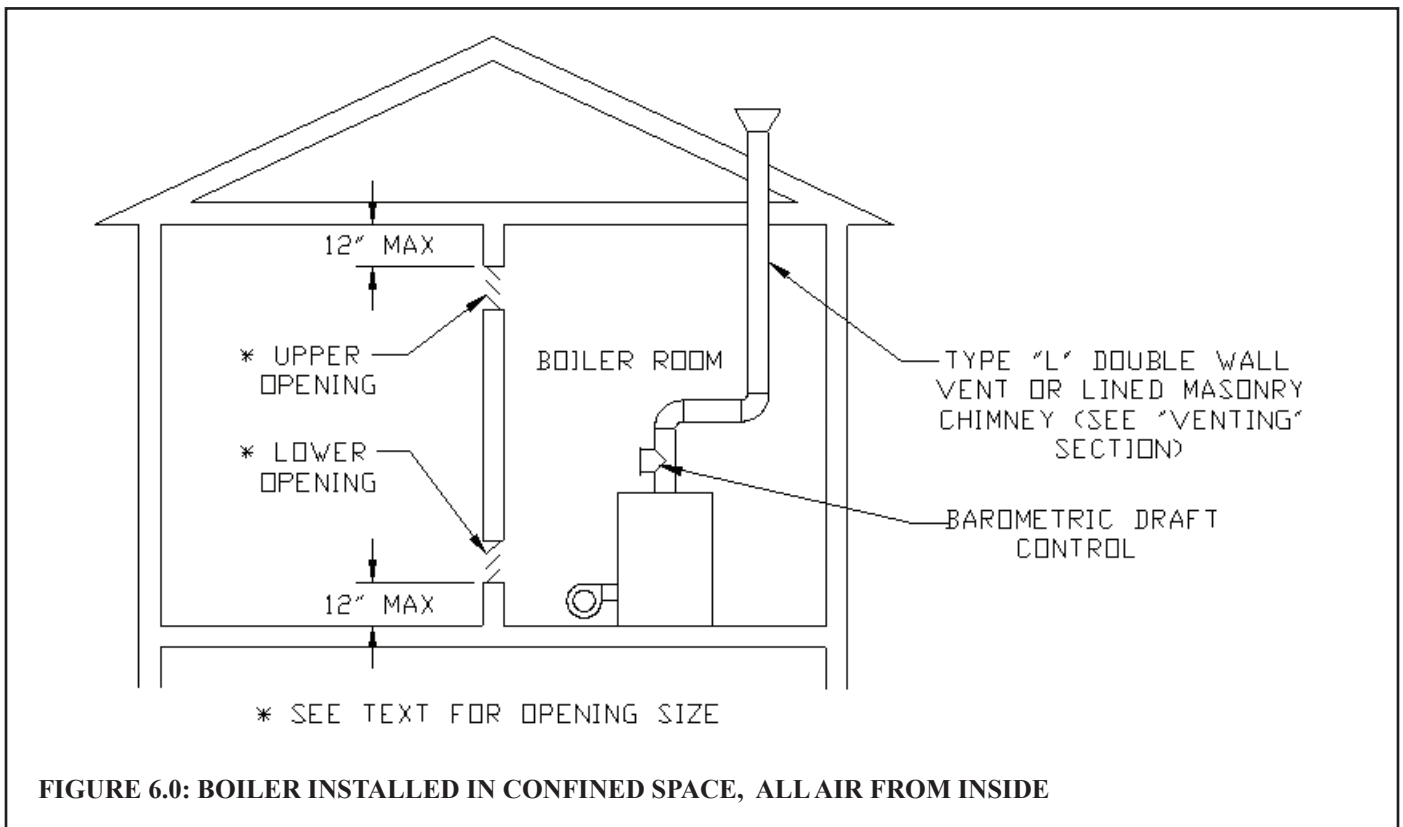 12" MAX
* UPPER
OPENING
BOILER ROOM
TYPE "L" DOUBLE WALL
VENT OR LINED MASONRY
CHIMNEY (SEE "VENTING"
SECTION)
* LOWER
OPENING
BAROMETRIC DRAFT
CONTROL
12" MAX
* SEE TEXT FOR OPENING SIZE
FIGURE 6.0: BOILER INSTALLED IN CONFINED SPACE, ALL AIR FROM INSIDE